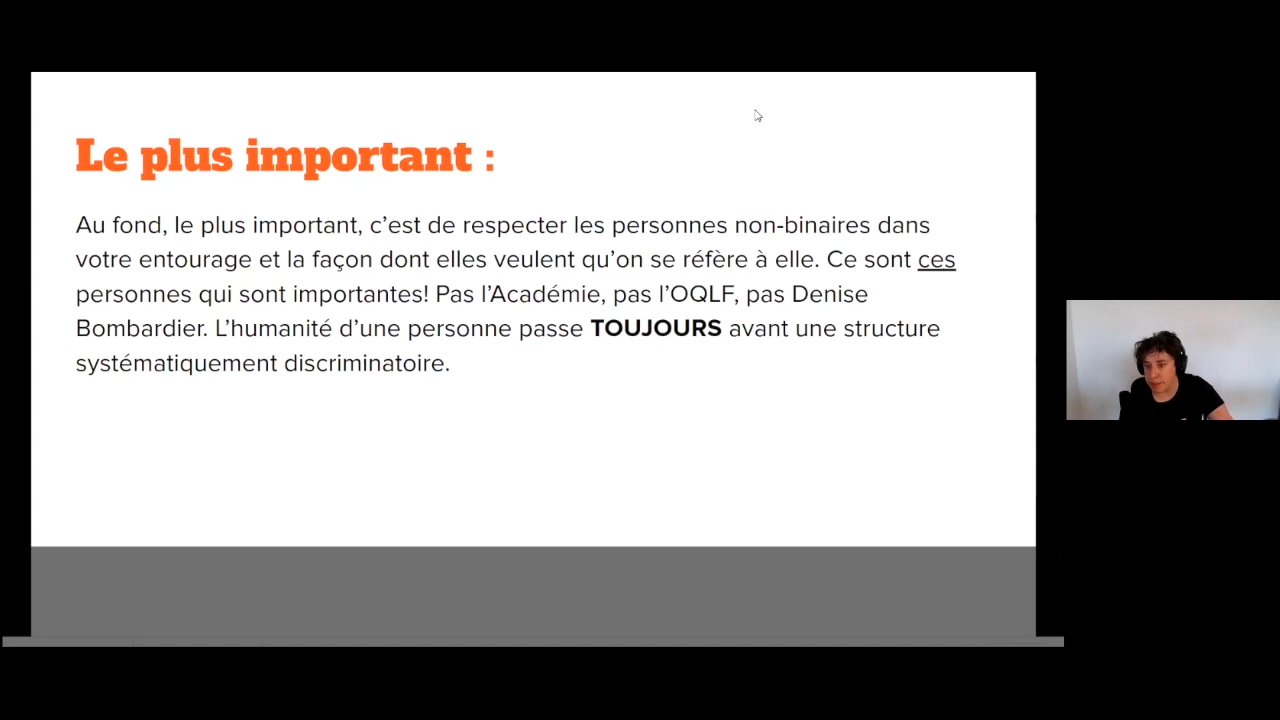 Le plus important :
Au fond, le plus important, c’est de respecter les personnes non-binaires dans
votre entourage et la façon dont elles veulent qu’on se réfère à elle. Ce sont ces
personnes qui sont importantes! Pas l’Académie, pas l’OQLF, pas Denise
Bombardier. L’humanité d’une personne passe TOUJOURS avant une structure
systématiquement discriminatoire.